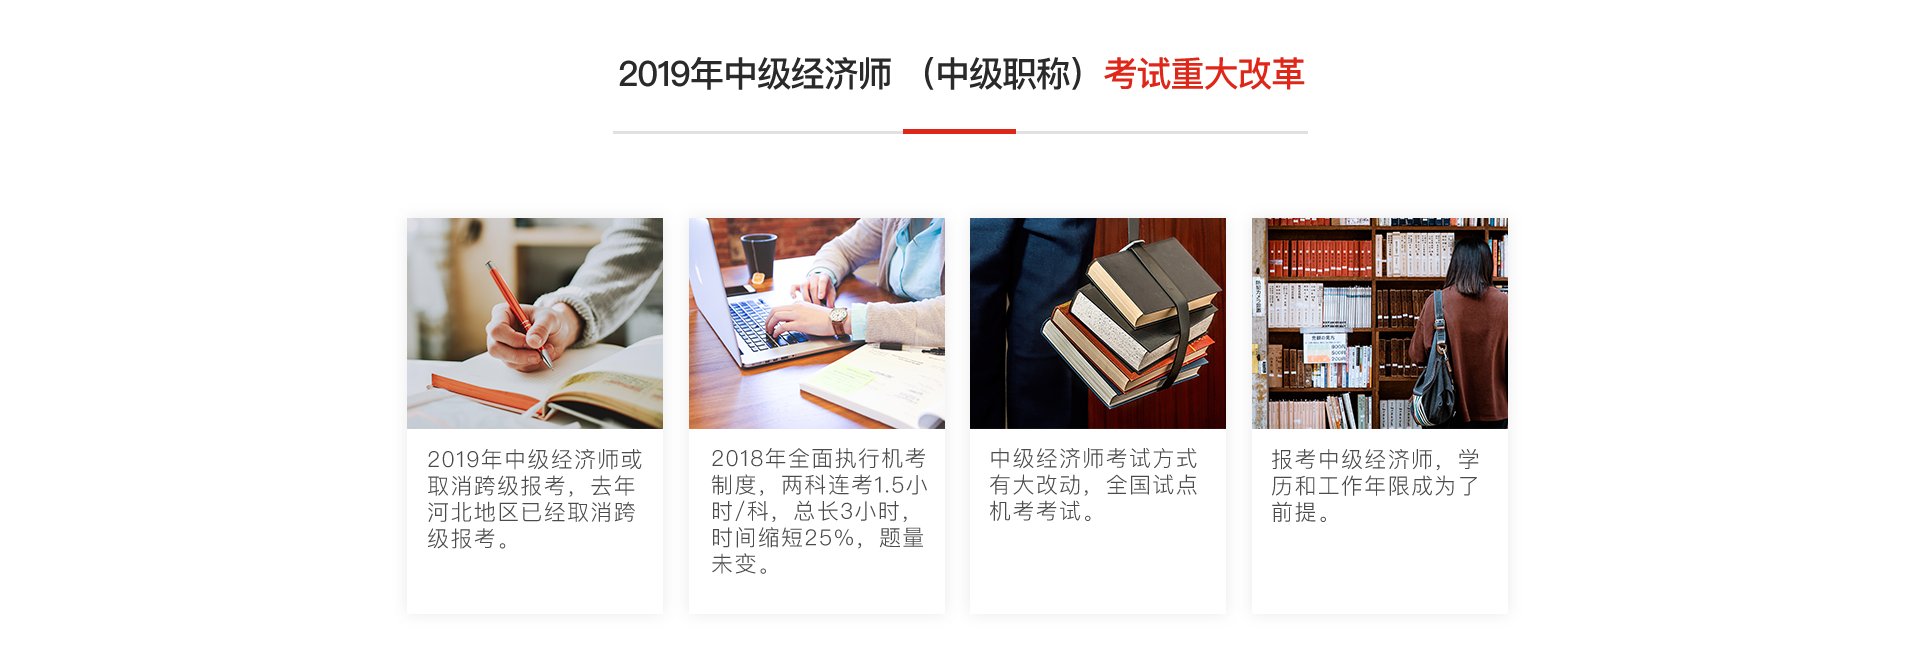 2019年中级经济师 （中级职称）考试重大改革
2019年中级经济师或
取消跨级报考，去年
河北地区已经取消跨
级报考。
2018年全面执行机考
制度，两科连考1.5小
时/科，总长3小时，
时间缩短25%，题量
未变。
中级经济师考试方式
有大改动，全国试点
机考考试。
报考中级经济师，学
历和工作年限成为了
前提。